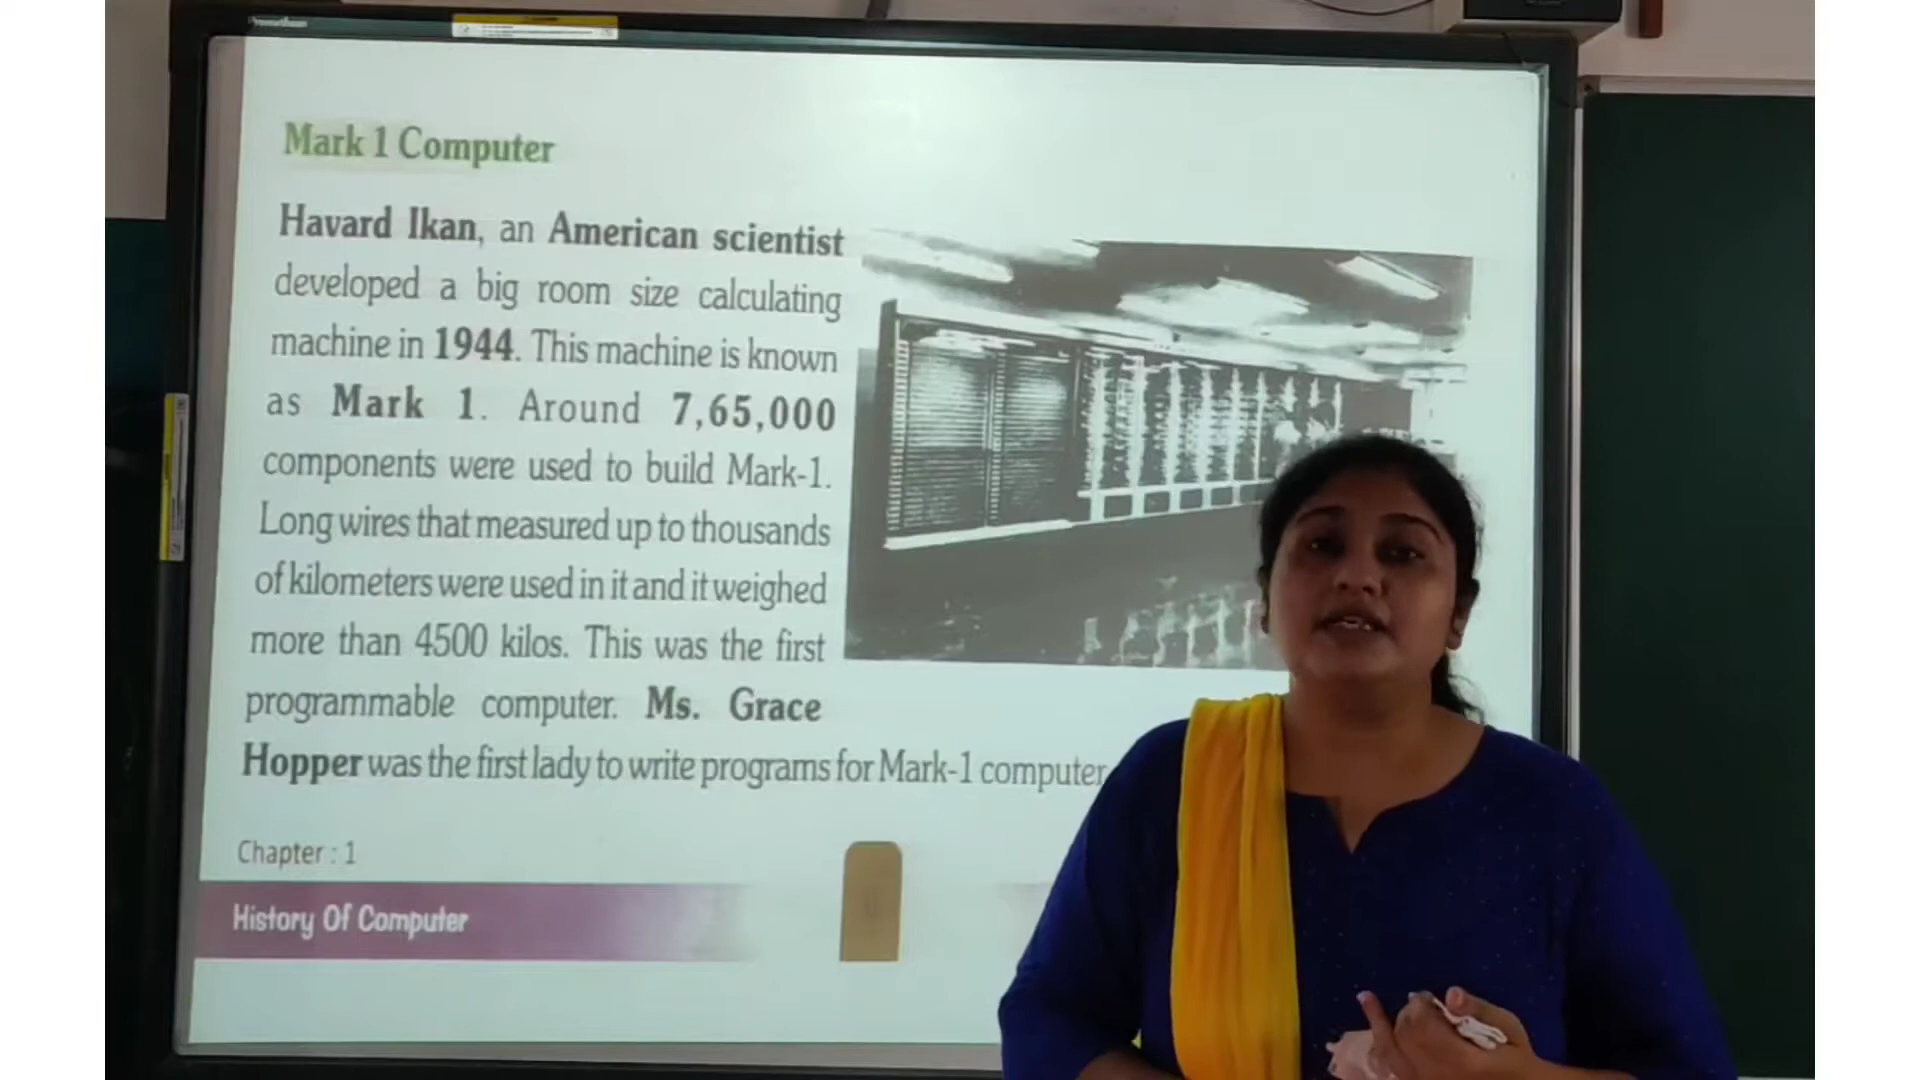 Promethean
Mark 1 Computer
Havard Ikan, an American scientist
developed a big room size calculating
machine in 1944. This machine is known
as Mark 1. Around 7,65,000
components were used to build Mark-1.
Long wires that measured up to thousands
of kilometers were used in it and it weighed
more than 4500 kilos. This was the first
programmable computer. Ms. Grace
Hopper was the first lady to write programs for Mark-1 computer.
Chapter : 1
History Of Computer